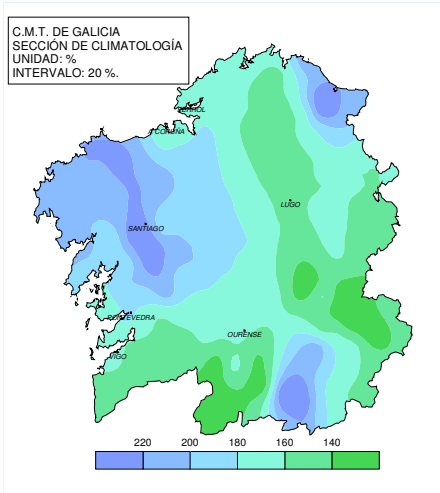 C.M.T. DE GALICIA
SECCIÓN DE CLIMATOLOGÍA
UNIDAD: %
INTERVALO: 20 %.
FERROL
A CORUÑA
LUGO
SANTIAGO
PONTEVEDRA
OURENSE
VIGO
220 200 180 160 140